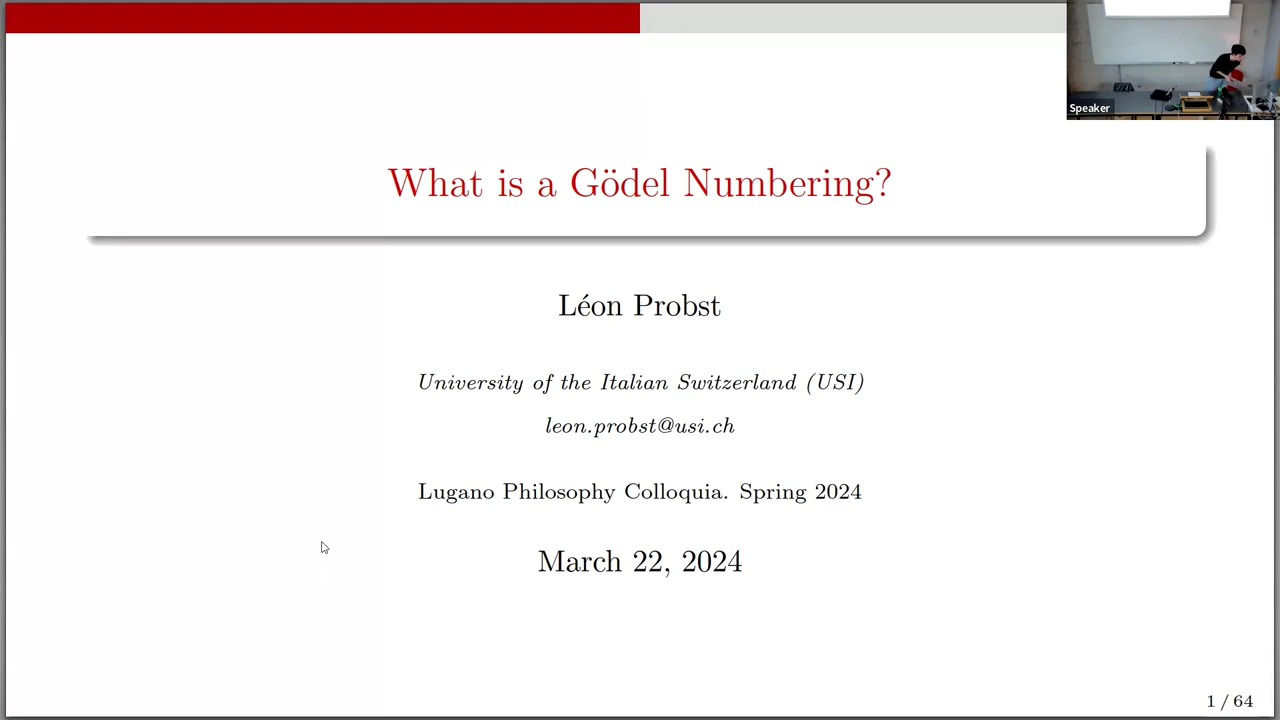 Speaker
What is a Gödel Numbering?
Léon Probst
University of the Italian Switzerland (USI)
leon.probst@usi.ch
Lugano Philosophy Colloquia. Spring 2024
March 22, 2024
1 / 64